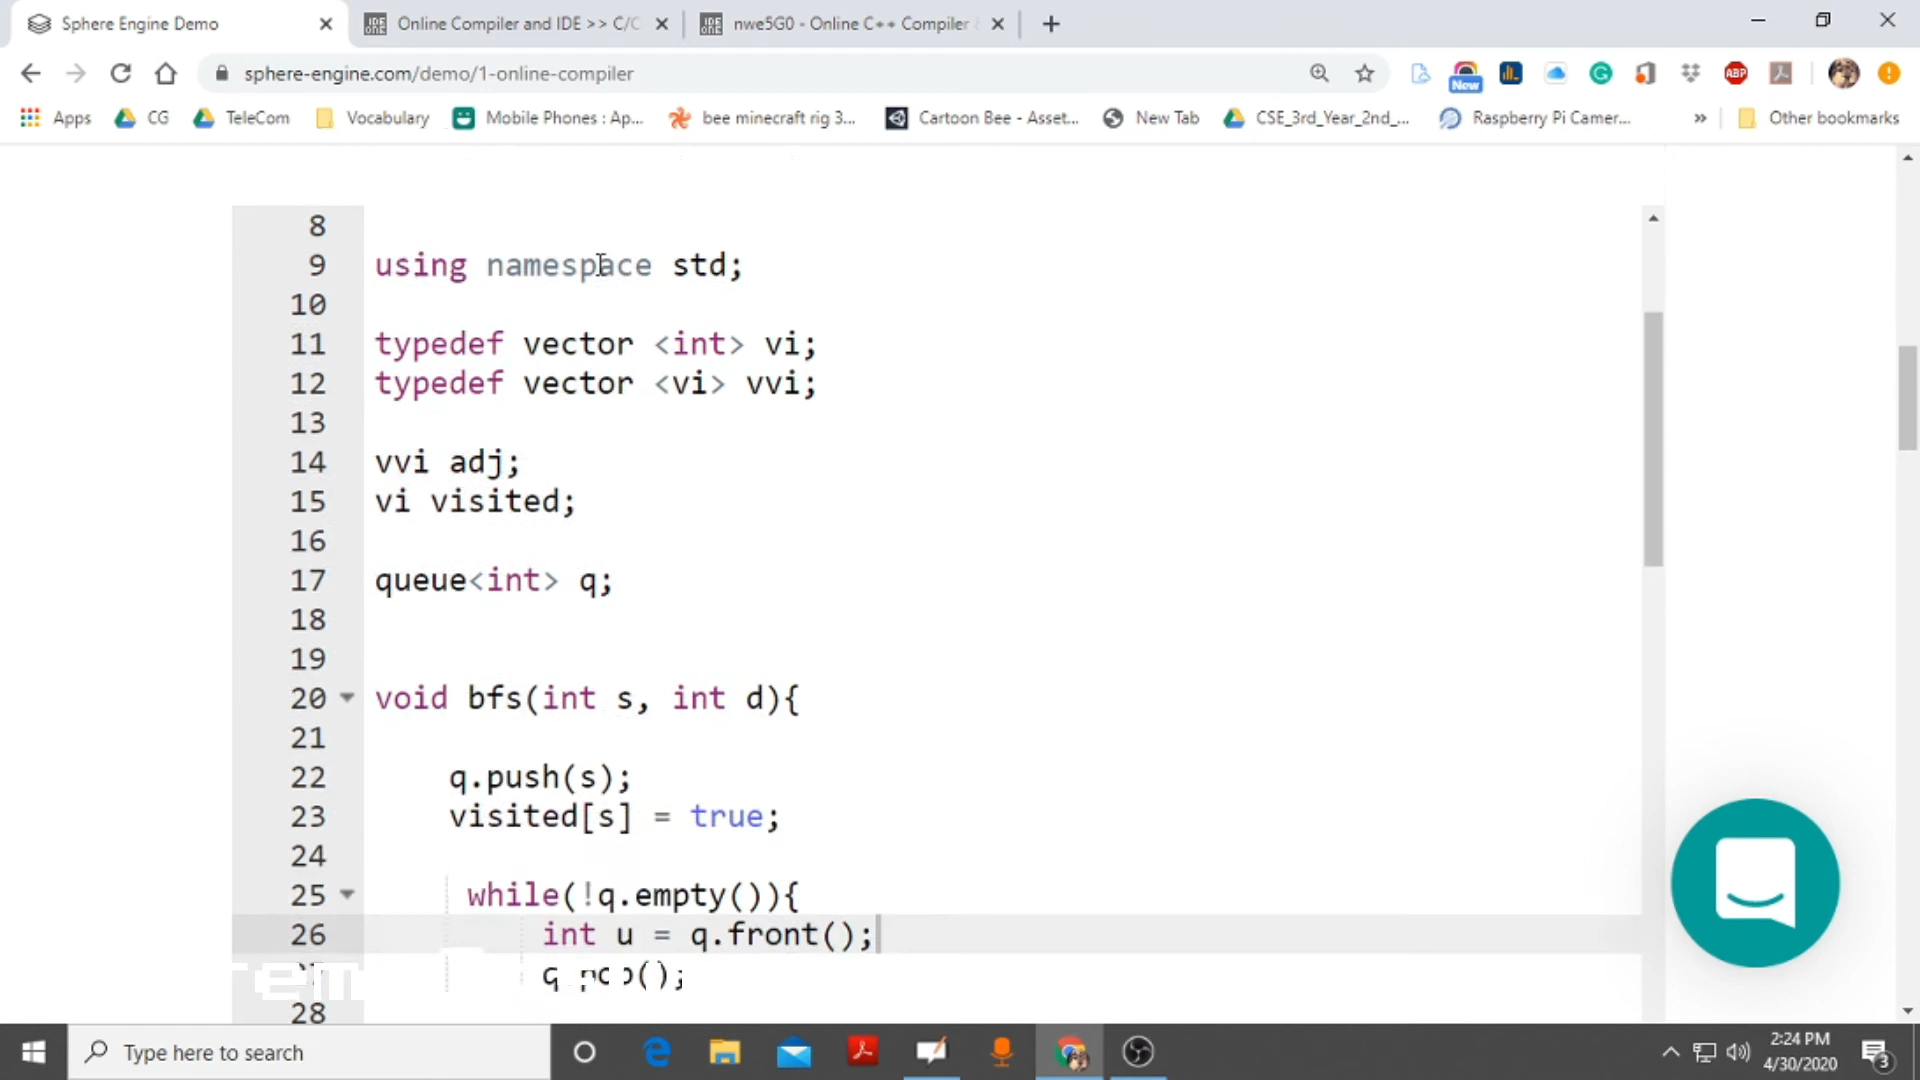 Sphere Engine Demo
Online Compiler and IDE >> C/C
nwe5G0 - Online C++ Compiler &
sphere-engine.com/demo/1-online-compiler
New
ABP
Apps
CG
TeleCom
Vocabulary
Mobile Phones : Ap...
bee minecraft rig 3...
Cartoon Bee - Asset...
New Tab
CSE_3rd_Year_2nd_...
Raspberry Pi Camer...
»
Other bookmarks
8
9 using namespace std;
10
11 typedef vector <int> vi;
12 typedef vector <vi> vvi;
13
14 vvi adj;
15 vi visited;
16
17 queue<int> q;
18
19
20 void bfs(int s, int d){
21
22 q.push(s);
23 visited[s] = true;
24
25 while(!q.empty()){
26 int u = q.front();
q.pop();
28
Type here to search
2:24 PM
4/30/2020
3